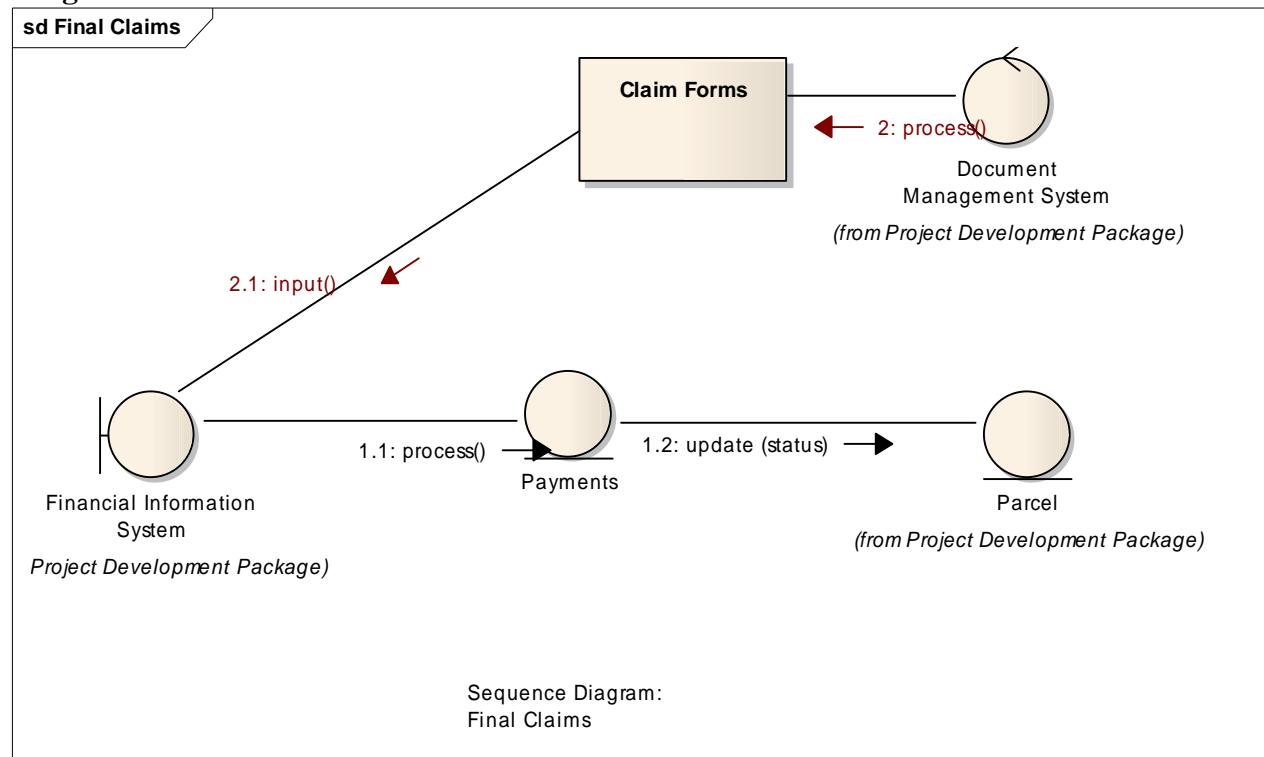 sd Final Claims
Claim Forms
2: process()
Document
Management System
(from Project Development Package)
2.1: input()
1.1: process()
1.2: update (status)
Payments
Financial Information
System
Project Development Package)
Parcel
(from Project Development Package)
Sequence Diagram:
Final Claims